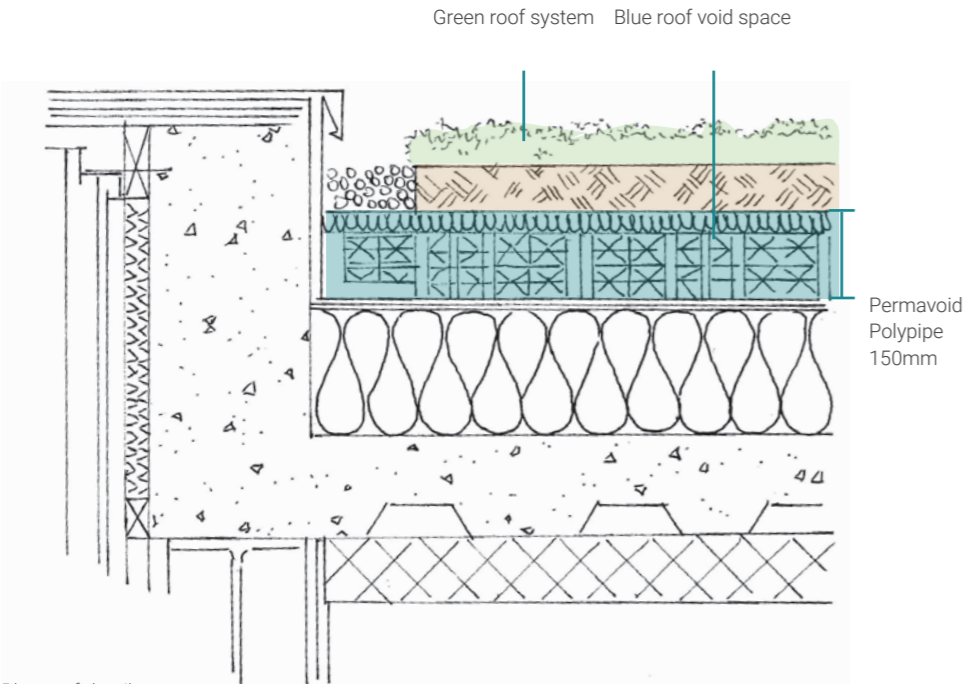 Green roof system
Blue roof void space
Permavoid
Polypipe
150mm